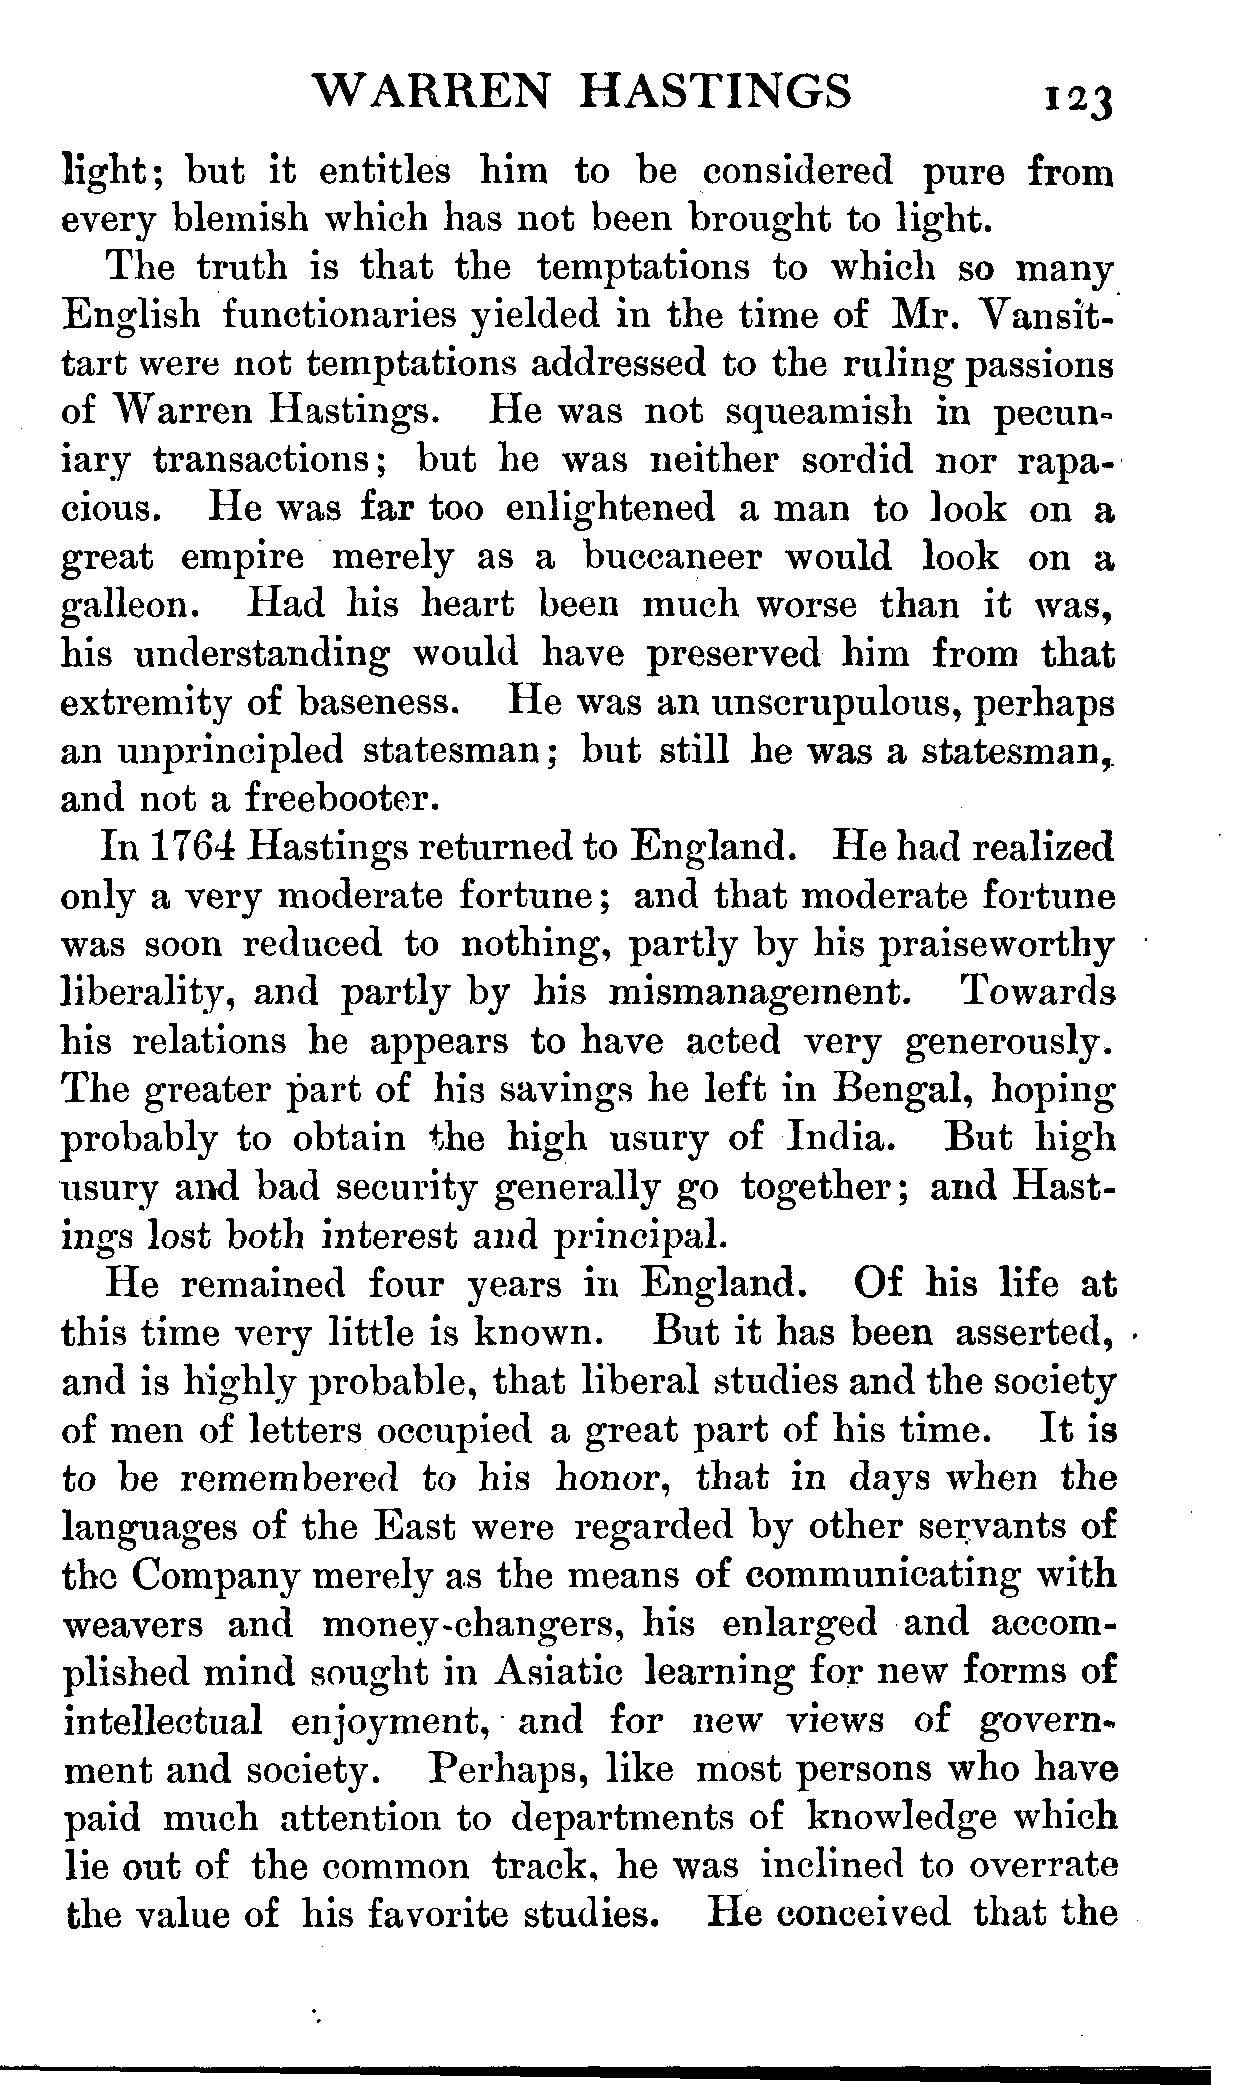 WARREN HASTINGS 123
light; but it entitles him to be considered pure from
every blemish which has not been brought to light.
The truth is that the temptations to which so many
English functionaries yielded in the time of Mr. Vansit-
tart were not temptations addressed to the ruling passions
of Warren Hastings. He was not squeamish in pecun-
iary transactions; but he was neither sordid nor rapa-
cious. He was far too enlightened a man to look on a
great empire merely as a buccaneer would look on a
galleon. Had his heart been much worse than it was,
his understanding would have preserved him from that
extremity of baseness. He was an unscrupulous, perhaps
an unprincipled statesman; but still he was a statesman,
and not a freebooter.
In 1764 Hastings returned to England. He had realized
only a very moderate fortune; and that moderate fortune
was soon reduced to nothing, partly by his praiseworthy
liberality, and partly by his mismanagement. Towards
his relations he appears to have acted very generously.
The greater part of his savings he left in Bengal, hoping
probably to obtain the high usury of India. But high
usury and bad security generally go together; and Hast-
ings lost both interest and principal.
He remained four years in England. Of his life at
this time very little is known. But it has been asserted,
and is highly probable, that liberal studies and the society
of men of letters occupied a great part of his time. It is
to be remembered to his honor, that in days when the
languages of the East were regarded by other servants of
the Company merely as the means of communicating with
weavers and money-changers, his enlarged and accom-
plished mind sought in Asiatic learning for new forms of
intellectual enjoyment, and for new views of govern-
ment and society. Perhaps, like most persons who have
paid much attention to departments of knowledge which
lie out of the common track, he was inclined to overrate
the value of his favorite studies. He conceived that the